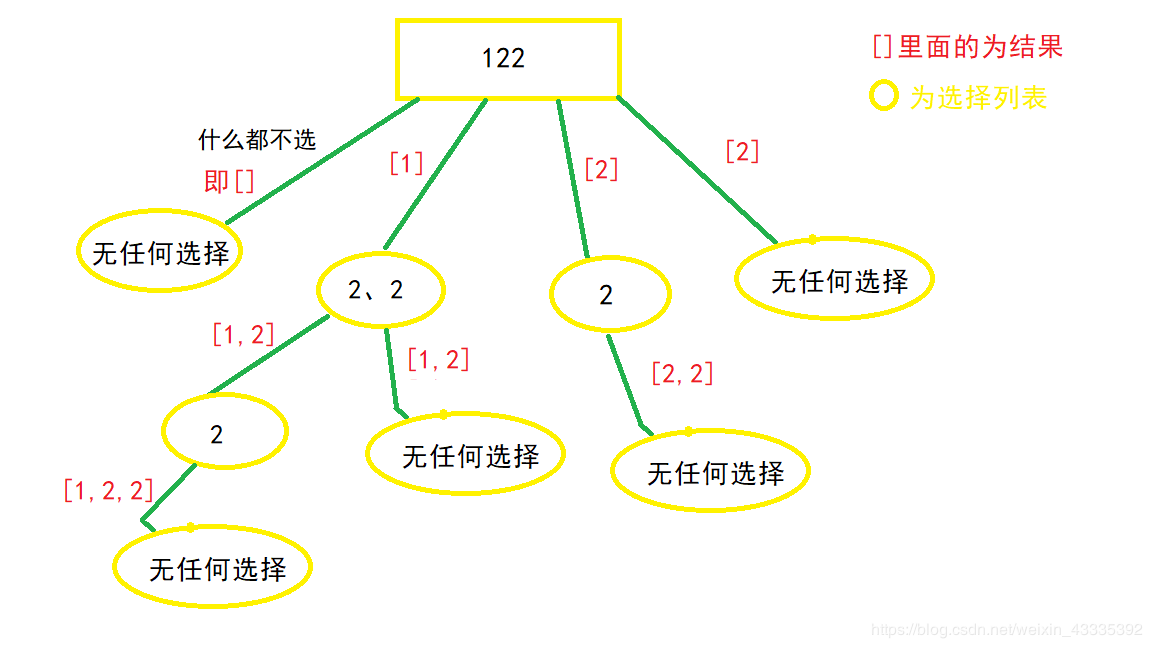 122
[]里面的为结果
为选择列表
什么都不选
即[]
[1]
[2]
[2]
无任何选择
2、2
2
无任何选择
[1,2]
[1,2]
[2,2]
2
无任何选择
无任何选择
[1,2,2]
无任何选择
https://blog.csdn.net/weixin_43335392